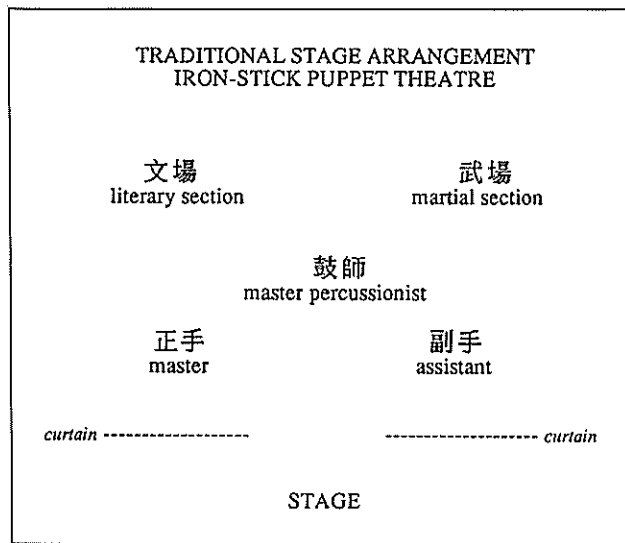 TRADITIONAL STAGE ARRANGEMENT
IRON-STICK PUPPET THEATRE
文場 武場
literary section martial section
鼓師
master percussionist
正手 副手
master assistant
curtain -------------------- -------------------- curtain
STAGE